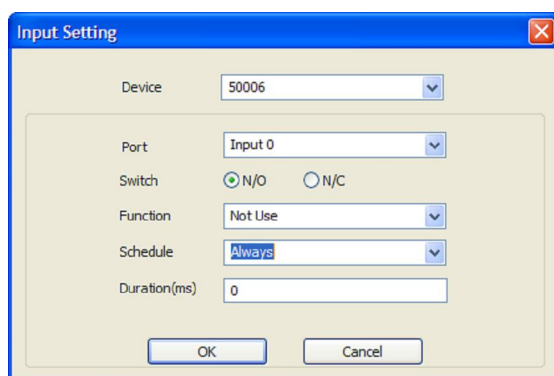 Input Setting
Device 50006
Port Input 0
Switch N/O N/C
Function Not Use
Schedule Always
Duration(ms) 0
OK Cancel